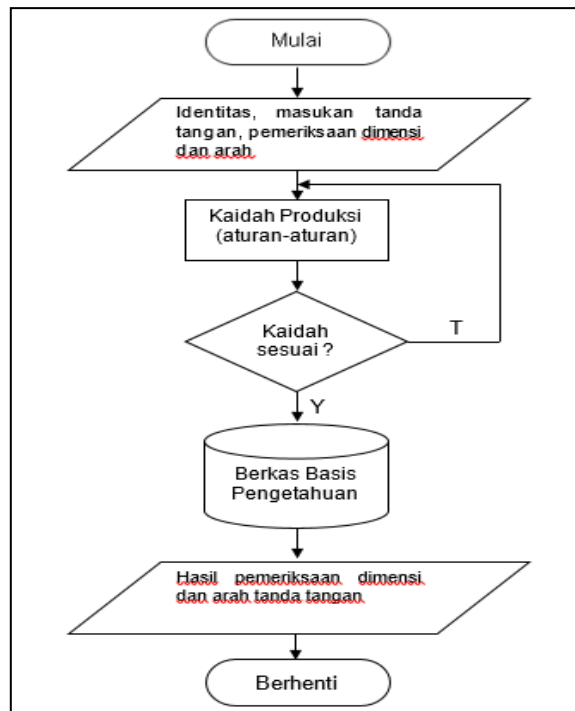 Mulai
Identitas, masukan tanda
tangan, pemeriksaan dimensi
dan arah
Kaidah Produksi
(aturan-aturan)
Kaidah
sesuai ?
T
Y
Berkas Basis
Pengetahuan
Hasil pemeriksaan dimensi
dan arah tanda tangan
Berhenti